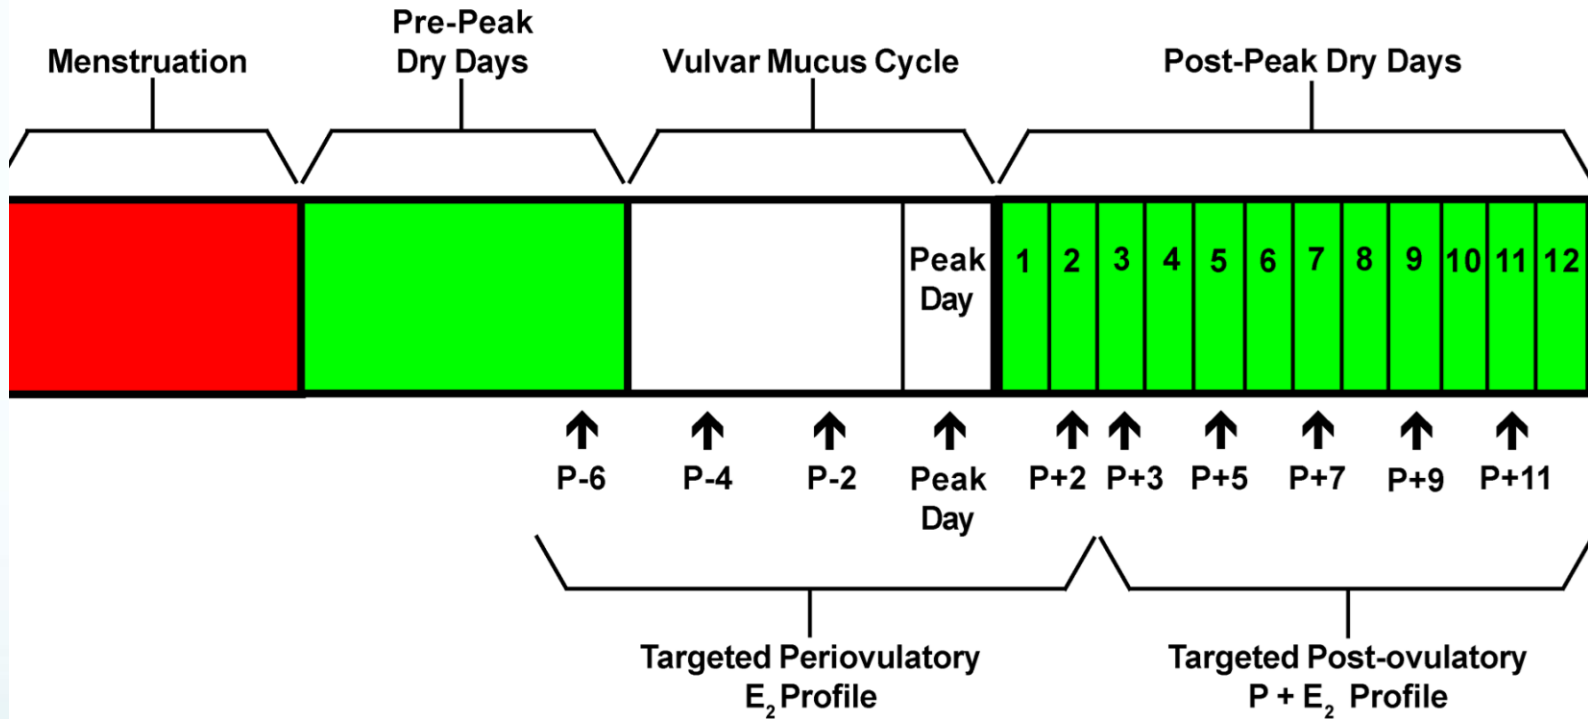 Menstruation
Pre-Peak
Dry Days
Vulvar Mucus Cycle
Post-Peak Dry Days
Peak
Day
1 2 3 4 5 6 7 8 9 10 11 12
P-6 P-4 P-2 Peak
Day
P+2 P+3 P+5 P+7 P+9 P+11
Targeted Periovulatory
E₂ Profile
Targeted Post-ovulatory
P + E₂ Profile